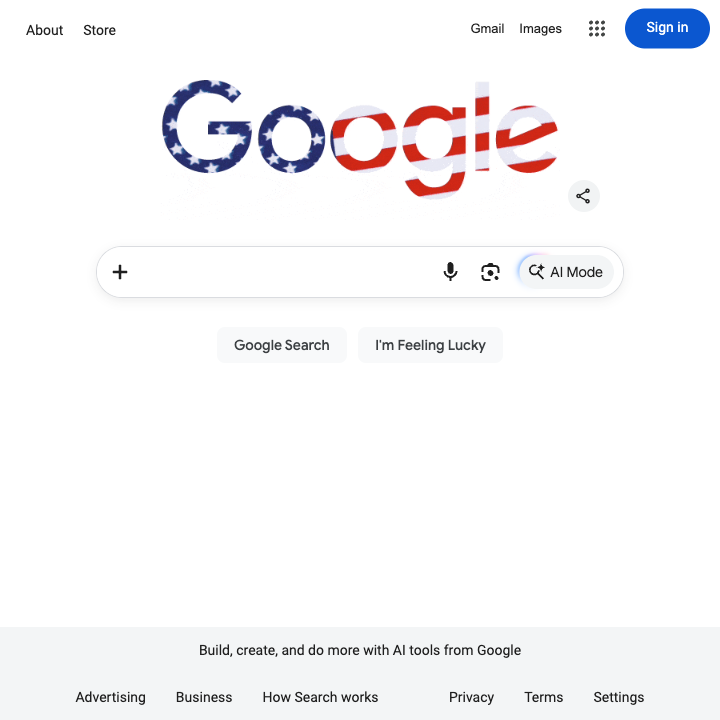 About Store Gmail Images Sign in
Google
AI Mode
Google Search I'm Feeling Lucky
Build, create, and do more with AI tools from Google
Advertising Business How Search works Privacy Terms Settings